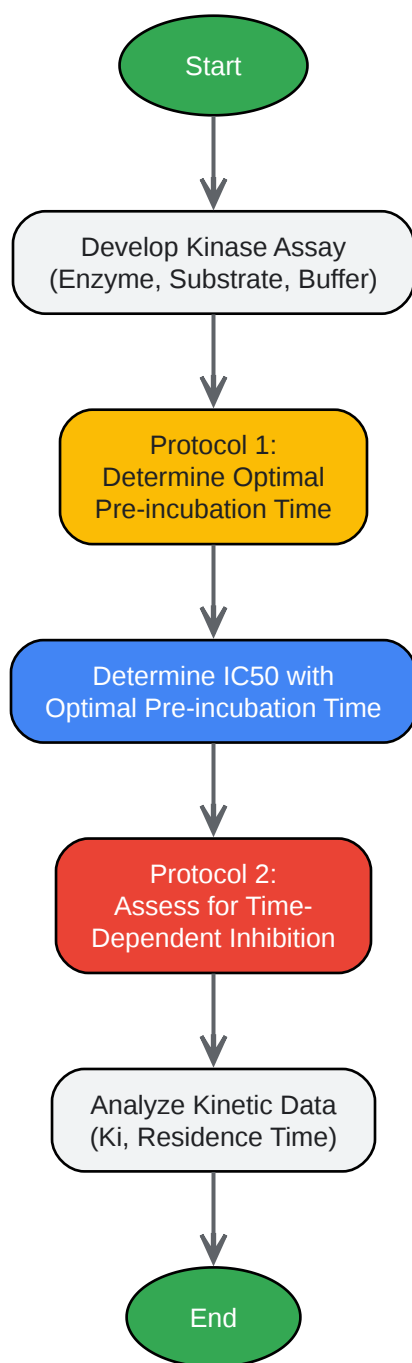 Start
Develop Kinase Assay
(Enzyme, Substrate, Buffer)
Protocol 1:
Determine Optimal
Pre-incubation Time
Determine IC50 with
Optimal Pre-incubation Time
Protocol 2:
Assess for Time-
Dependent Inhibition
Analyze Kinetic Data
(Ki, Residence Time)
End